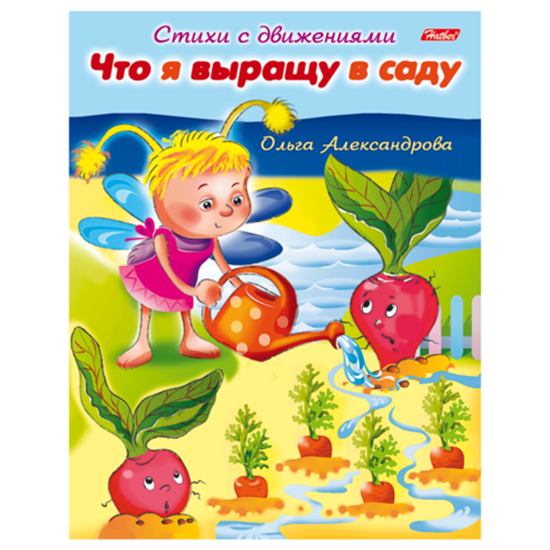 Стихи с движениями
Hatber
Что я выращу в саду
Ольга Александрова